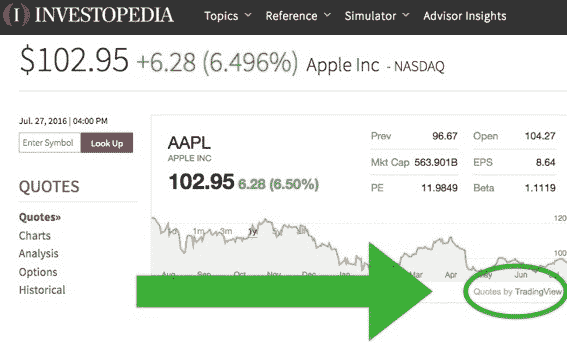 (I) INVESTOPEDIA Topics Reference Simulator Advisor Insights
$102.95 +6.28 (6.496%) Apple Inc - NASDAQ
Jul. 27, 2016 | 04:00 PM
Enter Symbol Look Up
QUOTES
Quotes»
Charts
Analysis
Options
Historical
AAPL
APPLE INC
102.95 6.28 (6.50%)
Prev 96.67 Open 104.27
Mkt Cap 563.901B EPS 8.64
PE 11.9849 Beta 1.1119
1m 3m 1y
120
100
Aug Sep Oct Nov Dec Mar Apr May Jun
Quotes by TradingView